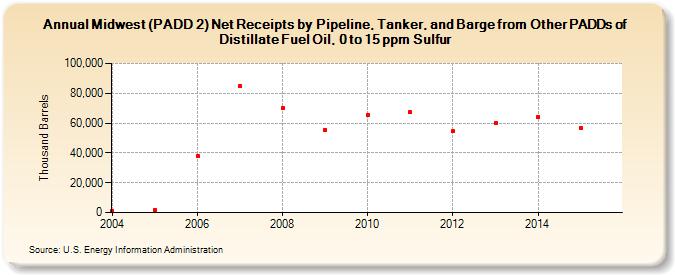 Annual Midwest (PADD 2) Net Receipts by Pipeline, Tanker, and Barge from Other PADDs of
Distillate Fuel Oil, 0 to 15 ppm Sulfur
Thousand Barrels
100,000
80,000
60,000
40,000
20,000
0
2004 2006 2008 2010 2012 2014
Source: U.S. Energy Information Administration